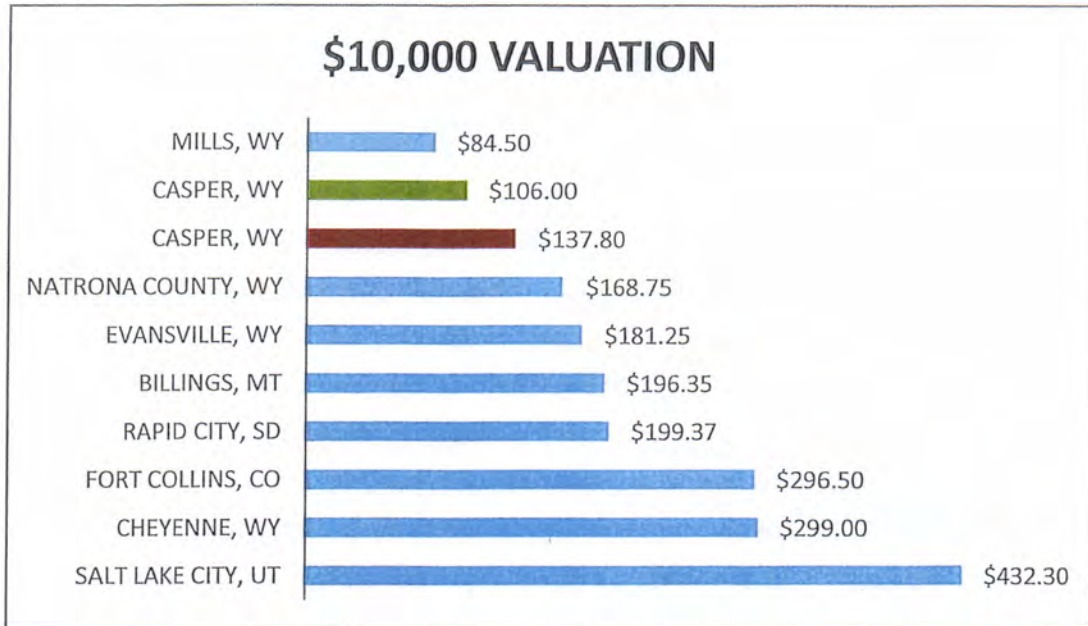 $10,000 VALUATION
MILLS, WY $84.50
CASPER, WY $106.00
CASPER, WY $137.80
NATRONA COUNTY, WY $168.75
EVANSVILLE, WY $181.25
BILLINGS, MT $196.35
RAPID CITY, SD $199.37
FORT COLLINS, CO $296.50
CHEYENNE, WY $299.00
SALT LAKE CITY, UT $432.30